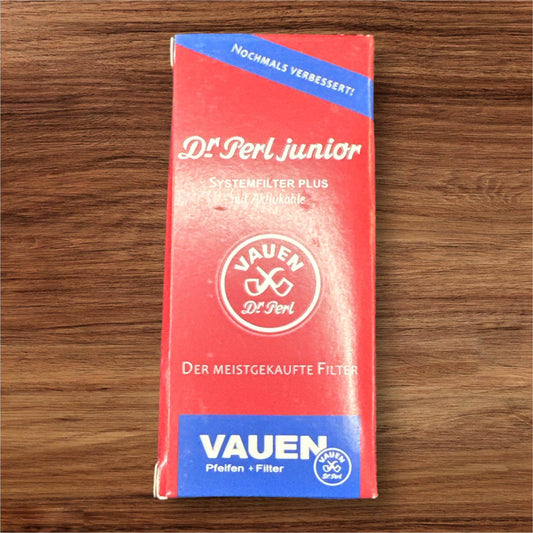 NOCHMALS VERBESSERT!
Dr Perl junior
SYSTEMFILTER PLUS
mit Aktivkohle
VAUEN
Dr Perl
DER MEISTGEKAUFTE FILTER
VAUEN
Pfeifen + Filter
VAUEN
Dr Perl